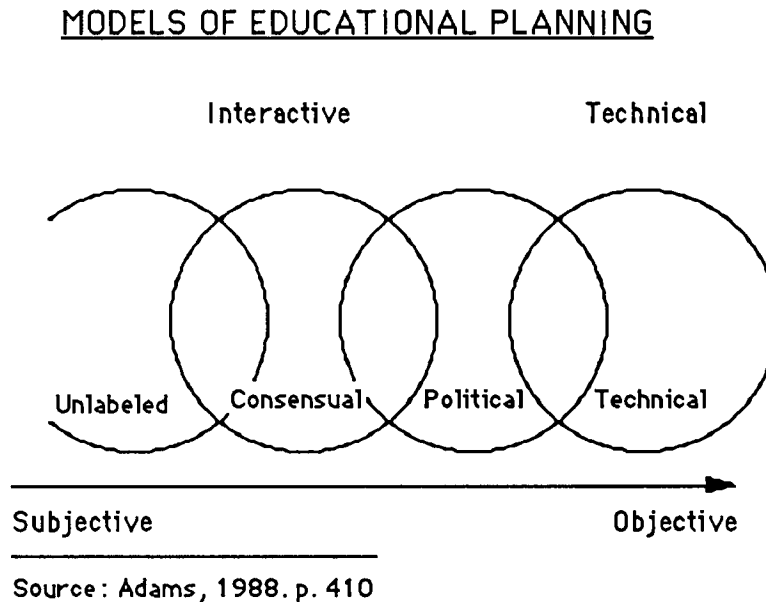 MODELS OF EDUCATIONAL PLANNING
Interactive Technical
Unlabeled Consensual Political Technical
Subjective Objective
Source: Adams, 1988. p. 410